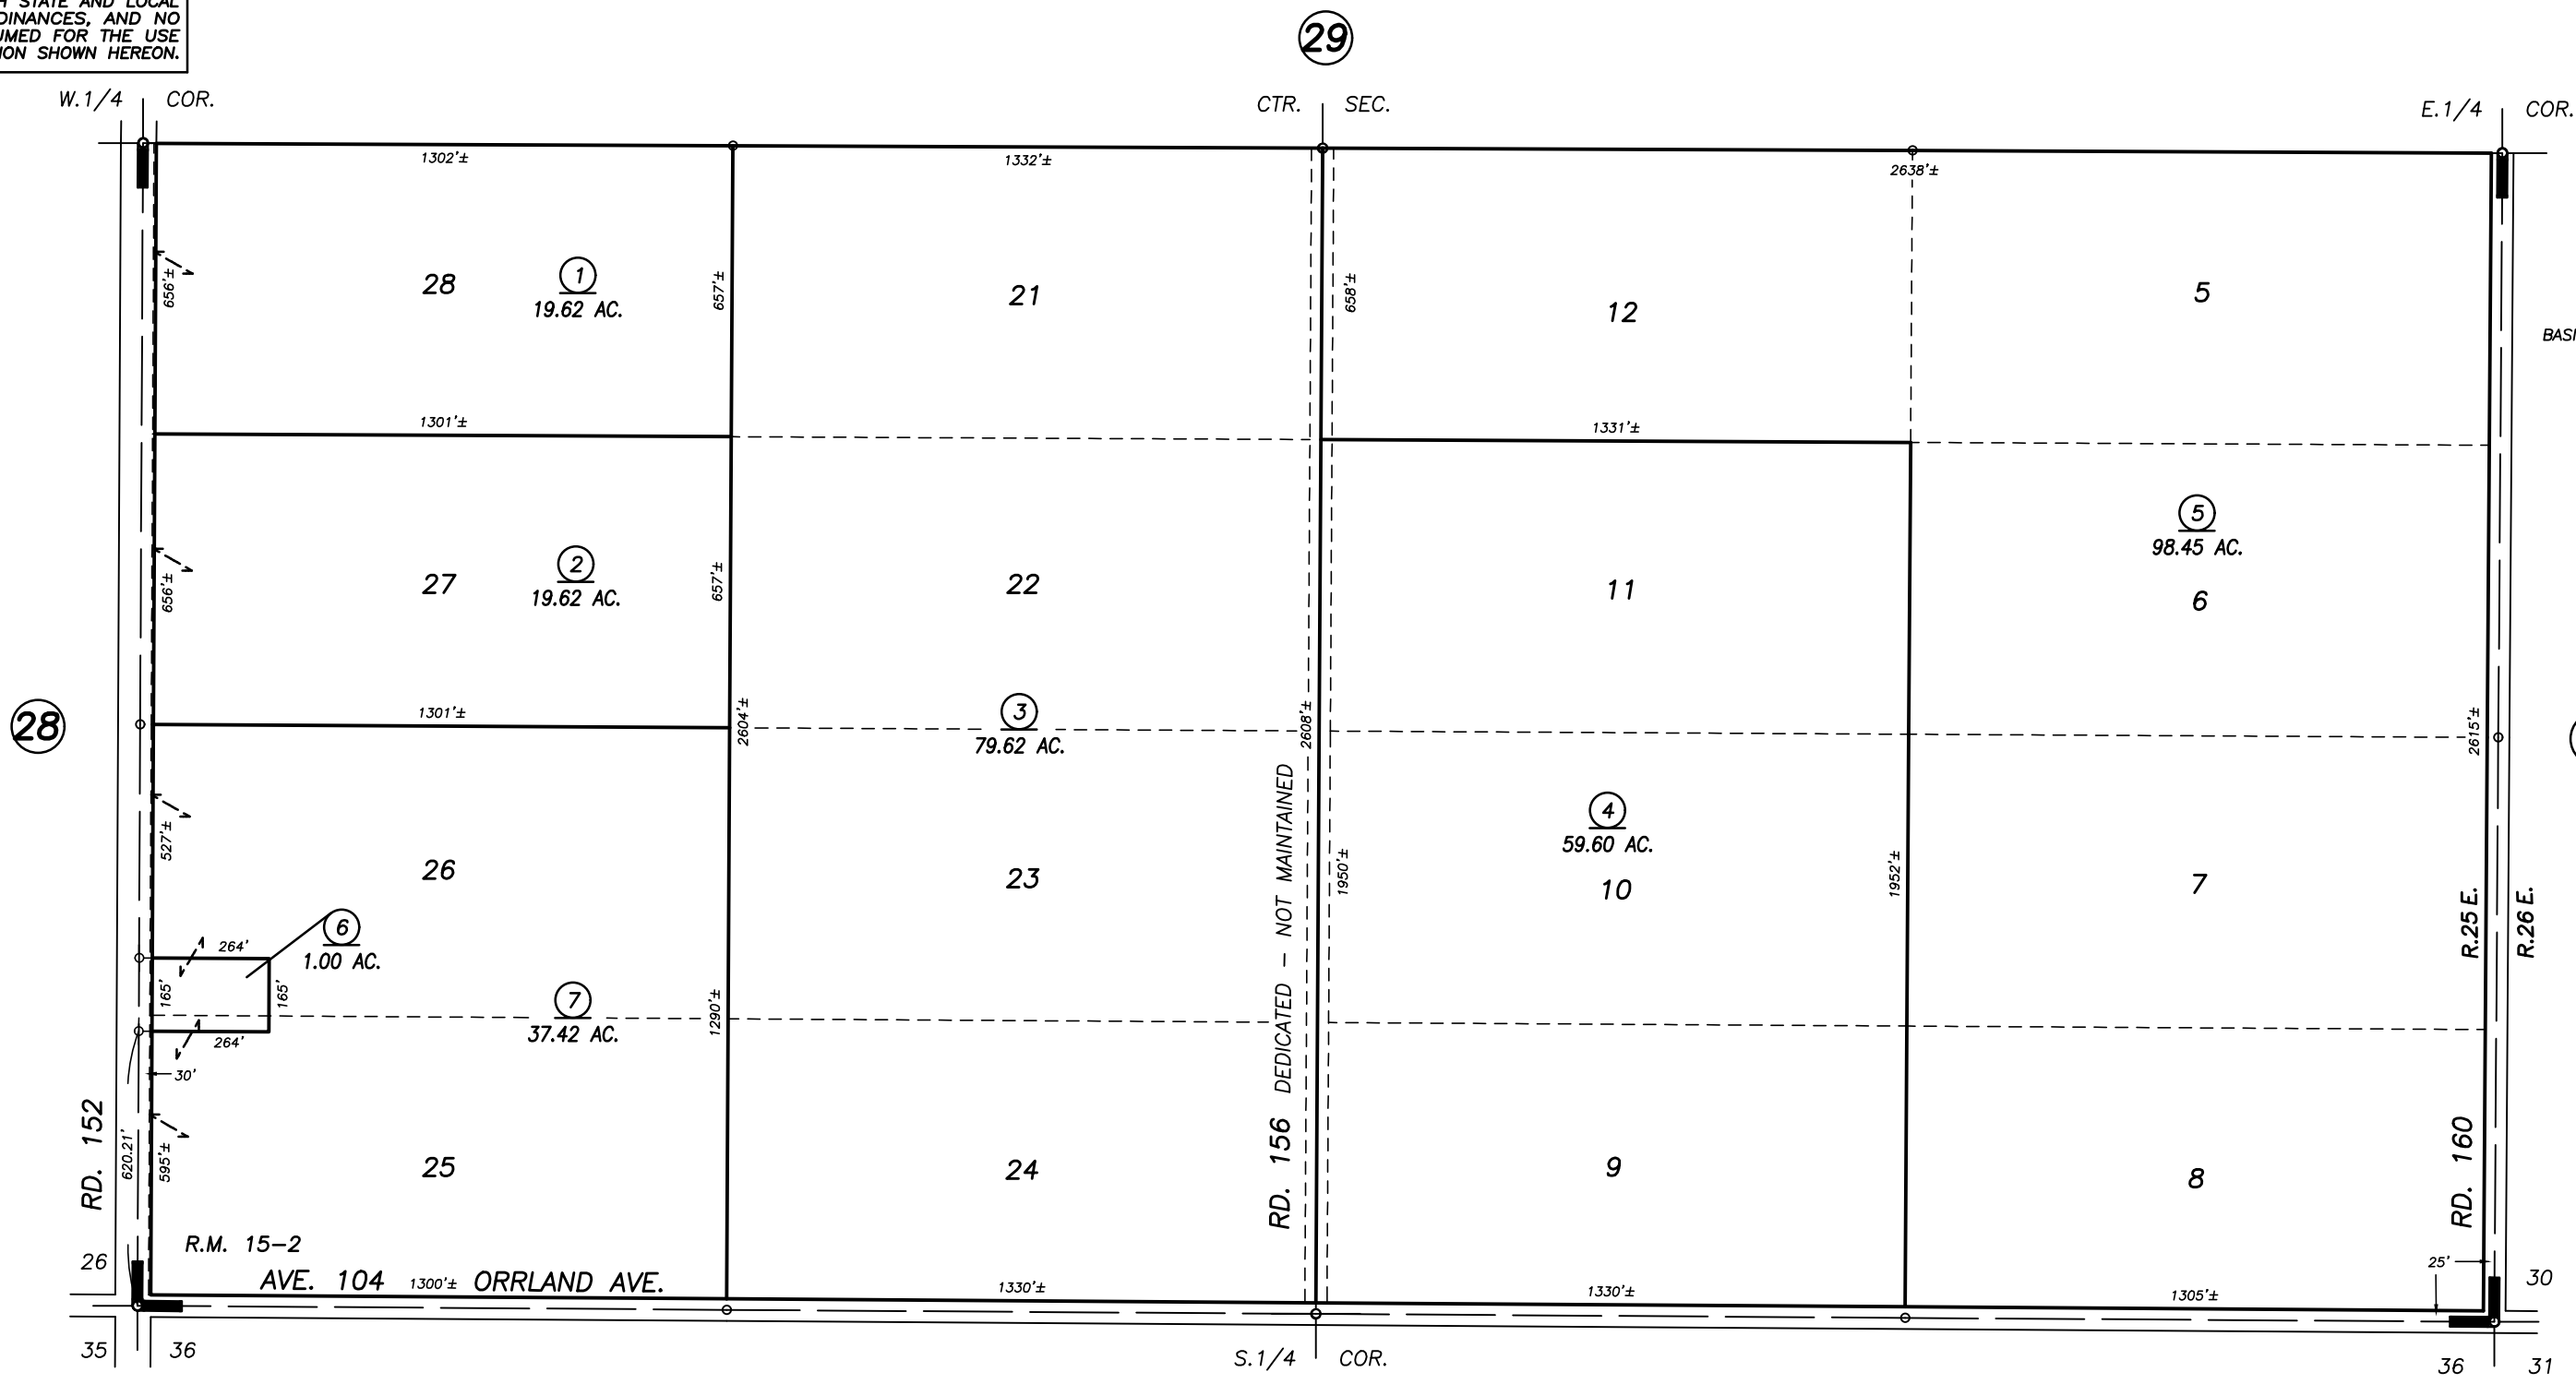 STATE AND LOCAL
DINANCES, AND NO
UMED FOR THE USE
ION SHOWN HEREON.
29
W.1/4 COR.
CTR. SEC.
E.1/4 COR.
1302'±
1332'±
2638'±
656'±
28
1
19.62 AC.
657'±
21
658'±
12
5
BASI
1301'±
1331'±
656'±
27
2
19.62 AC.
657'±
22
11
5
98.45 AC.
6
28
1301'±
2604'±
3
79.62 AC.
2608'±
2615'±
527'±
26
23
RD. 156 DEDICATED - NOT MAINTAINED
1950'±
4
59.60 AC.
10
1952'±
7
R.25 E.
R.26 E.
264'
6
1.00 AC.
165'
165'
7
37.42 AC.
1290'±
264'
30'
RD. 152
620.21'
595'±
25
24
9
8
RD. 160
R.M. 15-2
26
AVE. 104 1300'± ORRLAND AVE.
1330'±
1330'±
1305'±
25'
30
35 36
S.1/4 COR.
36 31